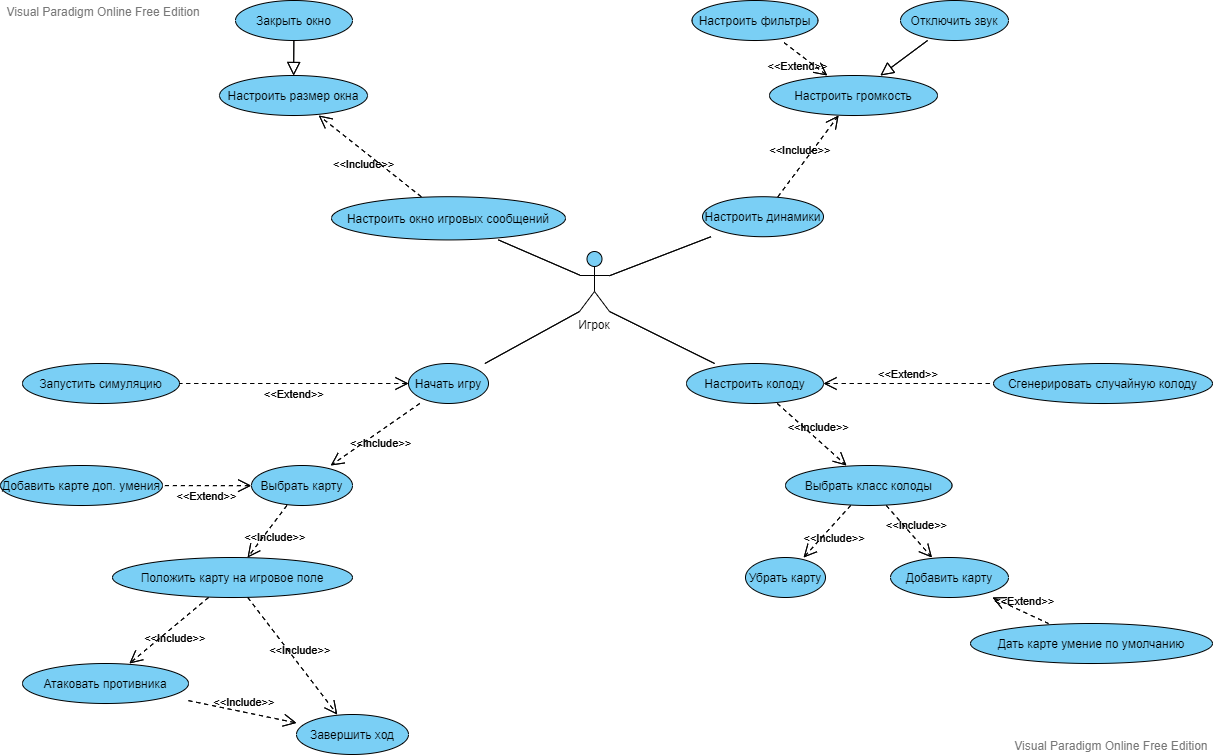 Visual Paradigm Online Free Edition
Закрыть окно
Настроить фильтры
Отключить звук
<<Extend>>
Настроить размер окна
Настроить громкость
<<Include>>
<<Include>>
Настроить окно игровых сообщений
Настроить динамики
Игрок
Запустить симуляцию
<<Extend>>
Начать игру
Настроить колоду
<<Extend>>
Сгенерировать случайную колоду
<<Include>>
<<Include>>
Добавить карте доп. умения
<<Extend>>
Выбрать карту
Выбрать класс колоды
<<Include>>
<<Include>>
<<Include>>
Положить карту на игровое поле
Убрать карту
Добавить карту
<<Extend>>
<<Include>>
<<Include>>
Дать карте умение по умолчанию
Атаковать противника
<<Include>>
Завершить ход
Visual Paradigm Online Free Edition